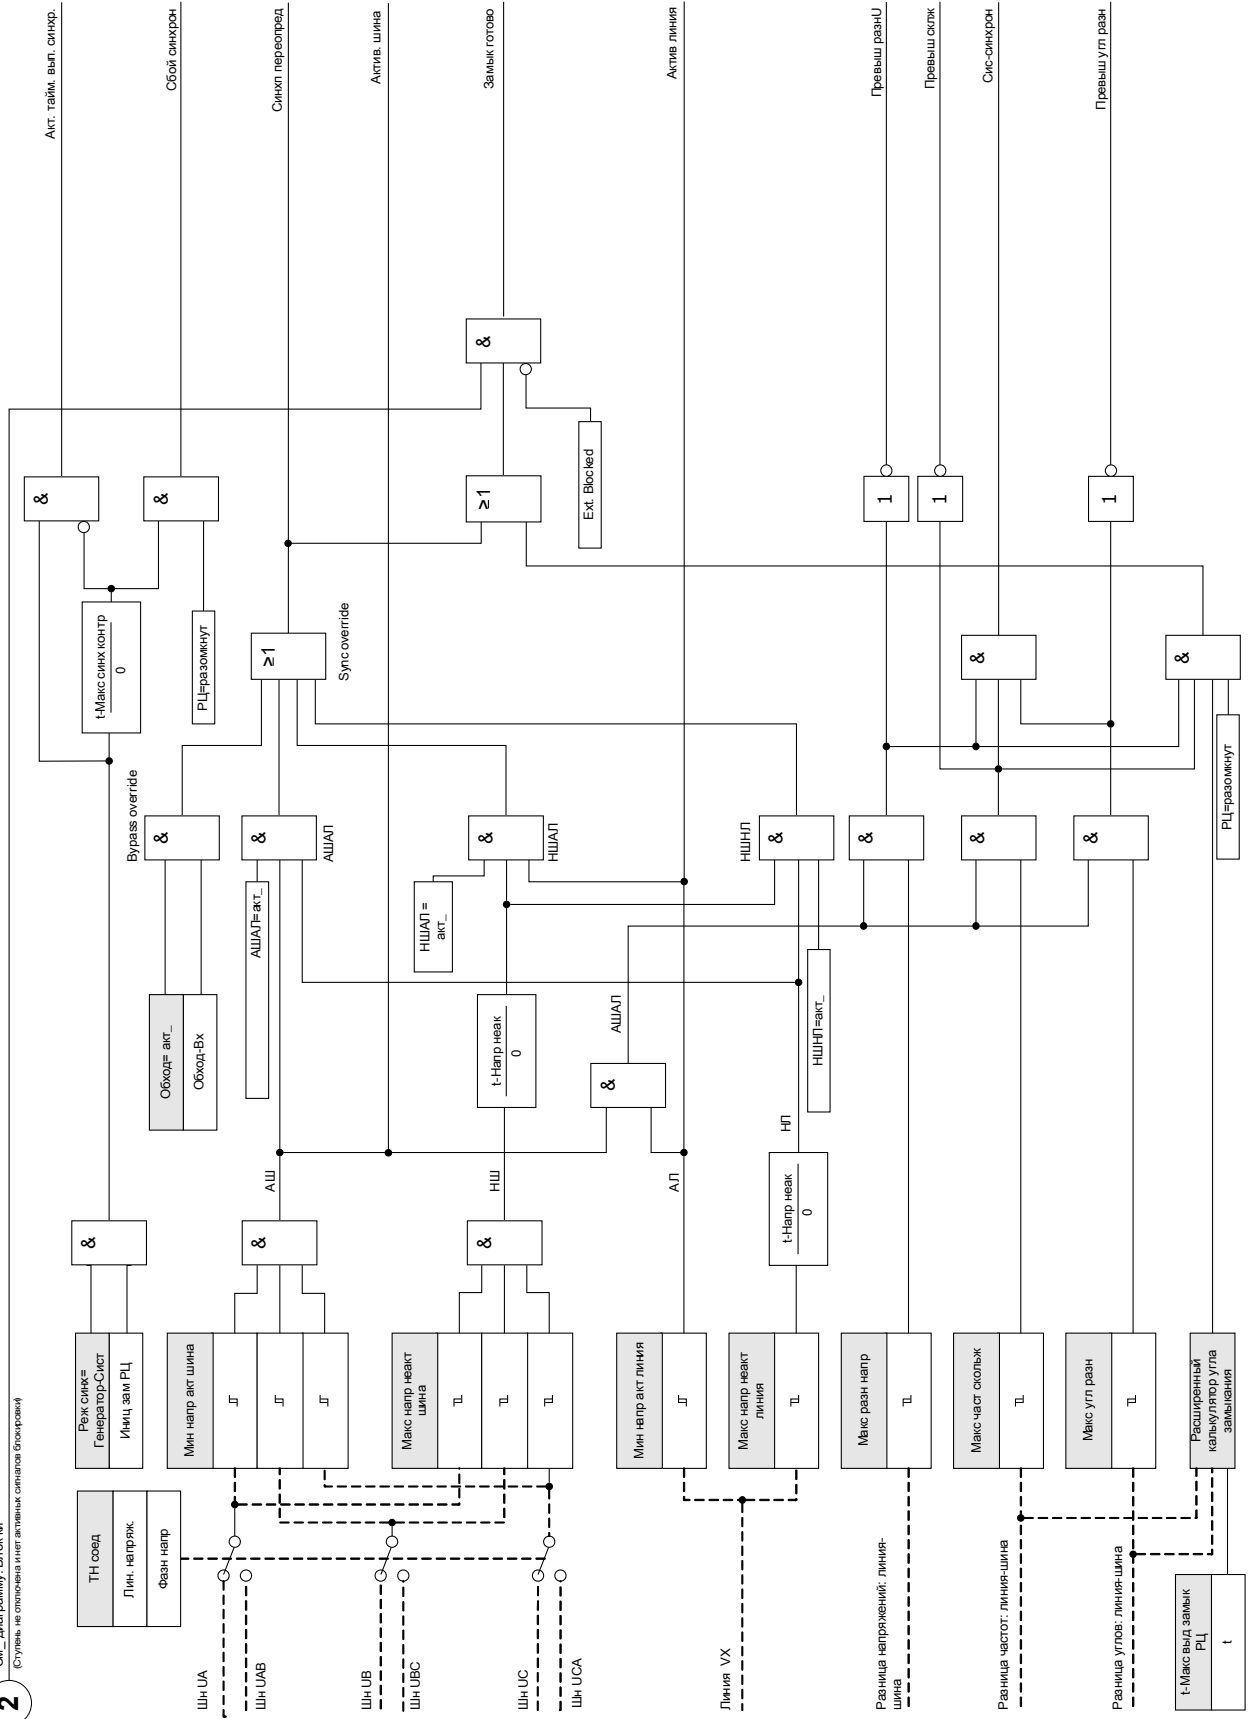 2
(Ступень не отключена и нет активных сигналов блокировки)
Акт. тайм. вып. синхр.
Сбой синхрон
Синхп переопред
Актив. шина
Замык готово
Актив линия
Превыш разнU
Превыш склж
Сис-синхрон
Превыш угл разн
&
&
&
≥1
Ext. Blocked
1
1
1
t-Макс синх контр
0
РЦ=разомкнут
≥1
Sync override
&
&
РЦ=разомкнут
Bypass override
&
&
АШАЛ
&
НШАЛ
НШНЛ
&
&
&
&
АШАЛ=акт_
НШАЛ =
акт_
НШНЛ=акт_
Обход= акт_
Обход-Вх
t-Напр неак
0
АШАЛ
&
АШ
НШ
АЛ
НЛ
t-Напр неак
0
&
&
&
Реж синх=
Генератор-Сист
Иниц зам РЦ
Мин напр акт шина
Макс напр неакт
шина
Мин напр акт линия
Макс напр неакт
линия
Макс разн напр
Макс част скольж
Макс угл разн
Расширенный
калькулятор угла
замыкания
ТН соед
Лин. напряж.
Фазн напр
Шн UA
Шн UAB
Шн UB
Шн UBC
Шн UC
Шн UCA
Линия VX
Разница напряжений: линия-
шина
Разница частот: линия-шина
Разница углов: линия-шина
t-Макс выд замык
РЦ
t